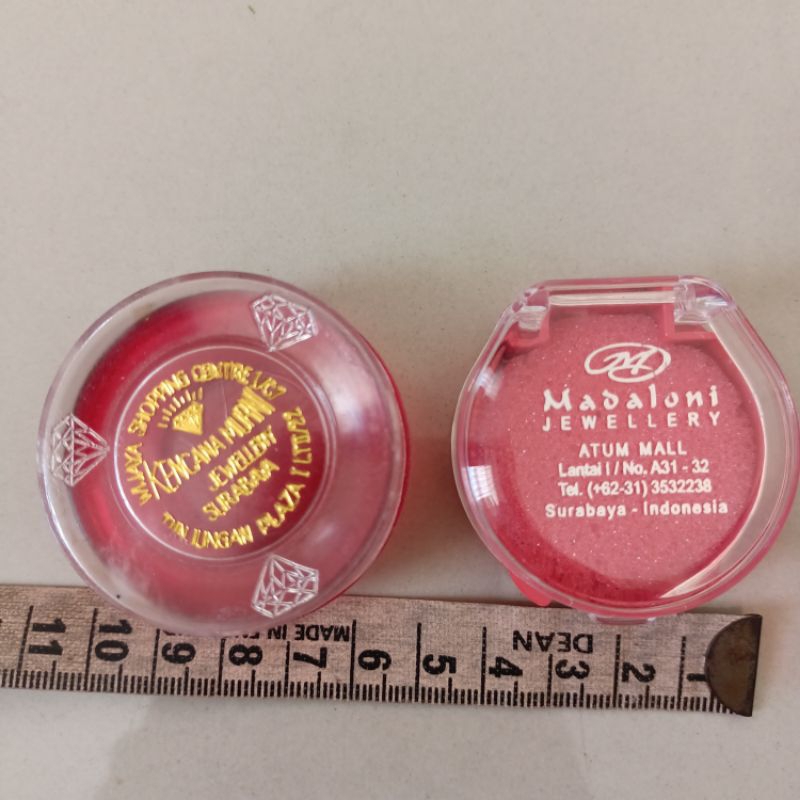 WIJAYA SHOPPING CENTRE
KENCANA MURNI
JEWELLERY
SURABAYA
TUNJUNGAN PLAZA I
M
Madaloni
JEWELLERY
ATUM MALL
Lantai I / No. A31 - 32
Tel. (+62-31) 3532238
Surabaya - Indonesia
11 10 9 8 7 6 5 4 3 2 1
MADE IN
DEAN